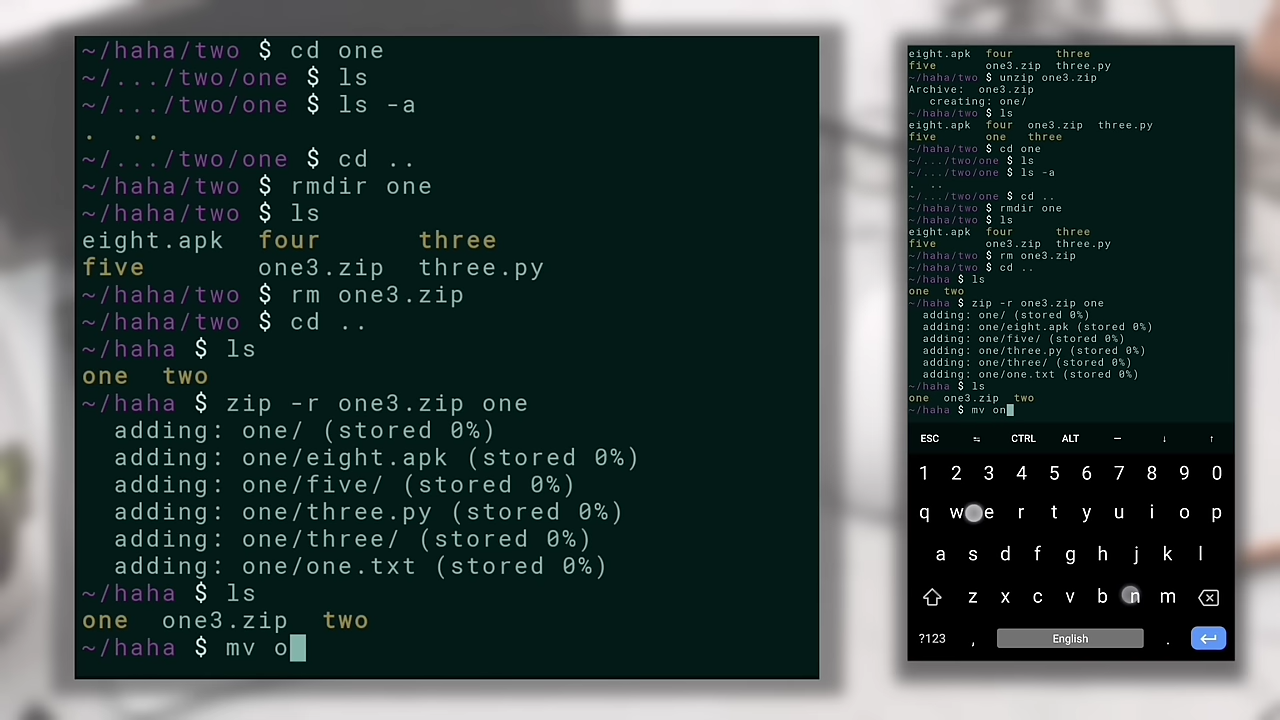 ~/haha/two $ cd one
~/.../two/one $ ls
~/.../two/one $ ls -a
.  ..
~/.../two/one $ cd ..
~/haha/two $ rmdir one
~/haha/two $ ls
eight.apk  four      three
five       one3.zip  three.py
~/haha/two $ rm one3.zip
~/haha/two $ cd ..
~/haha $ ls
one  two
~/haha $ zip -r one3.zip one
  adding: one/ (stored 0%)
  adding: one/eight.apk (stored 0%)
  adding: one/five/ (stored 0%)
  adding: one/three.py (stored 0%)
  adding: one/three/ (stored 0%)
  adding: one/one.txt (stored 0%)
~/haha $ ls
one  one3.zip  two
~/haha $ mv o
eight.apk  four      three
five       one3.zip  three.py
~/haha/two $ unzip one3.zip
Archive:  one3.zip
   creating: one/
~/haha/two $ ls
eight.apk  four  one3.zip  three.py
five       one   three
~/haha/two $ cd one
~/.../two/one $ ls
~/.../two/one $ ls -a
.  ..
~/.../two/one $ cd ..
~/haha/two $ rmdir one
~/haha/two $ ls
eight.apk  four      three
five       one3.zip  three.py
~/haha/two $ rm one3.zip
~/haha/two $ cd ..
~/haha $ ls
one  two
~/haha $ zip -r one3.zip one
  adding: one/ (stored 0%)
  adding: one/eight.apk (stored 0%)
  adding: one/five/ (stored 0%)
  adding: one/three.py (stored 0%)
  adding: one/three/ (stored 0%)
  adding: one/one.txt (stored 0%)
~/haha $ ls
one  one3.zip  two
~/haha $ mv on
ESC ⇆ CTRL ALT — ↓ ↑
1 2 3 4 5 6 7 8 9 0
q w e r t y u i o p
a s d f g h j k l
z x c v b n m
?123 , English .